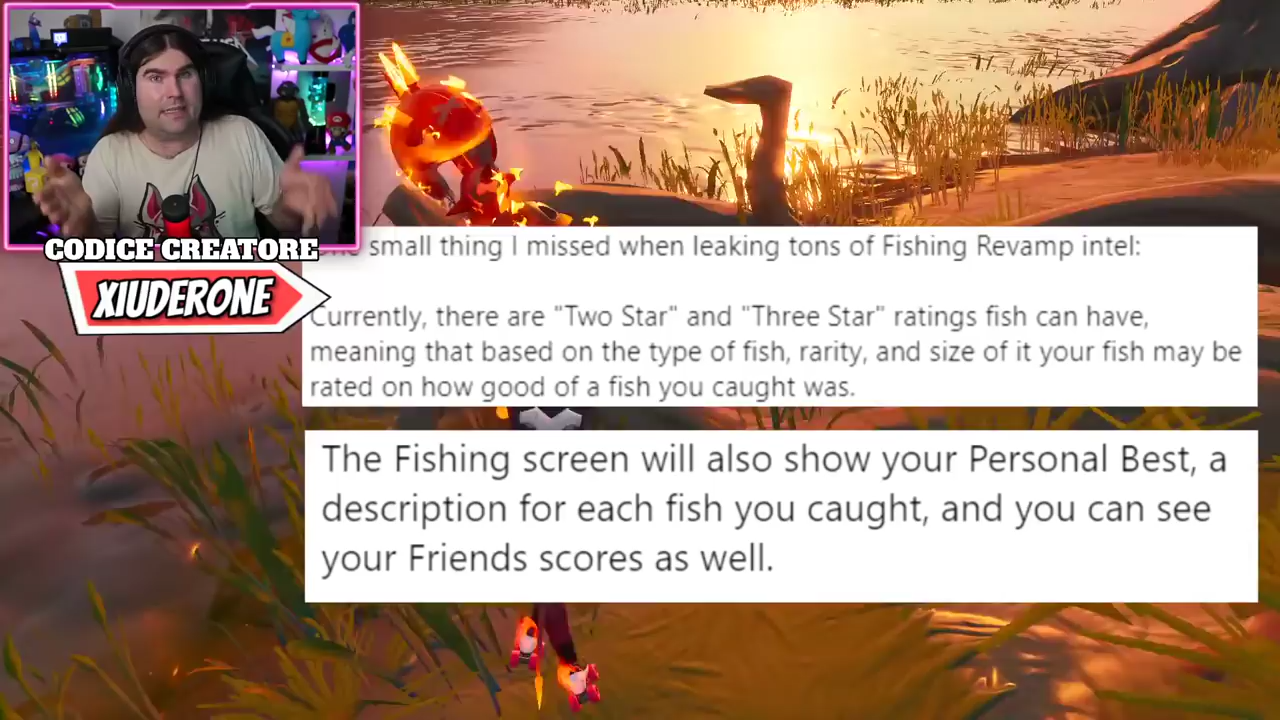 CODICE CREATORE
XIUDERONE
small thing I missed when leaking tons of Fishing Revamp intel:
Currently, there are "Two Star" and "Three Star" ratings fish can have,
meaning that based on the type of fish, rarity, and size of it your fish may be
rated on how good of a fish you caught was.
The Fishing screen will also show your Personal Best, a
description for each fish you caught, and you can see
your Friends scores as well.